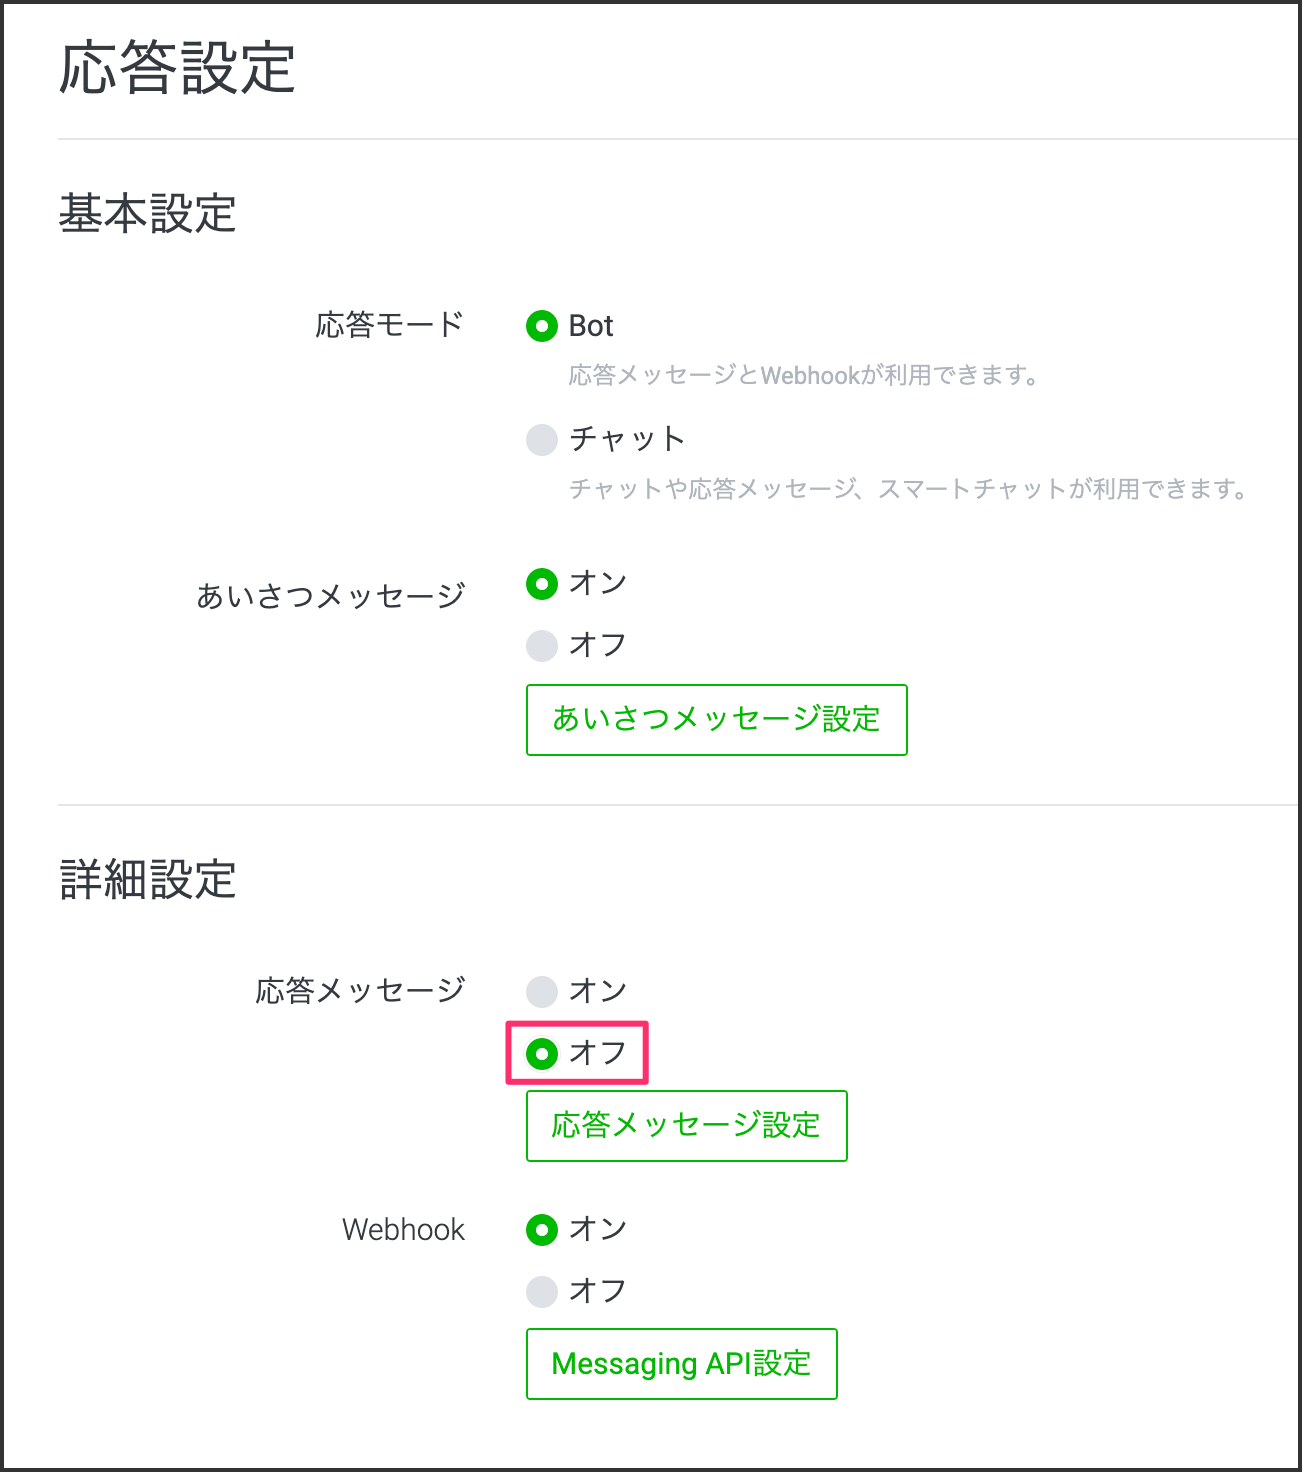 応答設定
基本設定
応答モード
Bot
応答メッセージとWebhookが利用できます。
チャット
チャットや応答メッセージ、スマートチャットが利用できます。
あいさつメッセージ
オン
オフ
あいさつメッセージ設定
詳細設定
応答メッセージ
オン
オフ
応答メッセージ設定
Webhook
オン
オフ
Messaging API設定